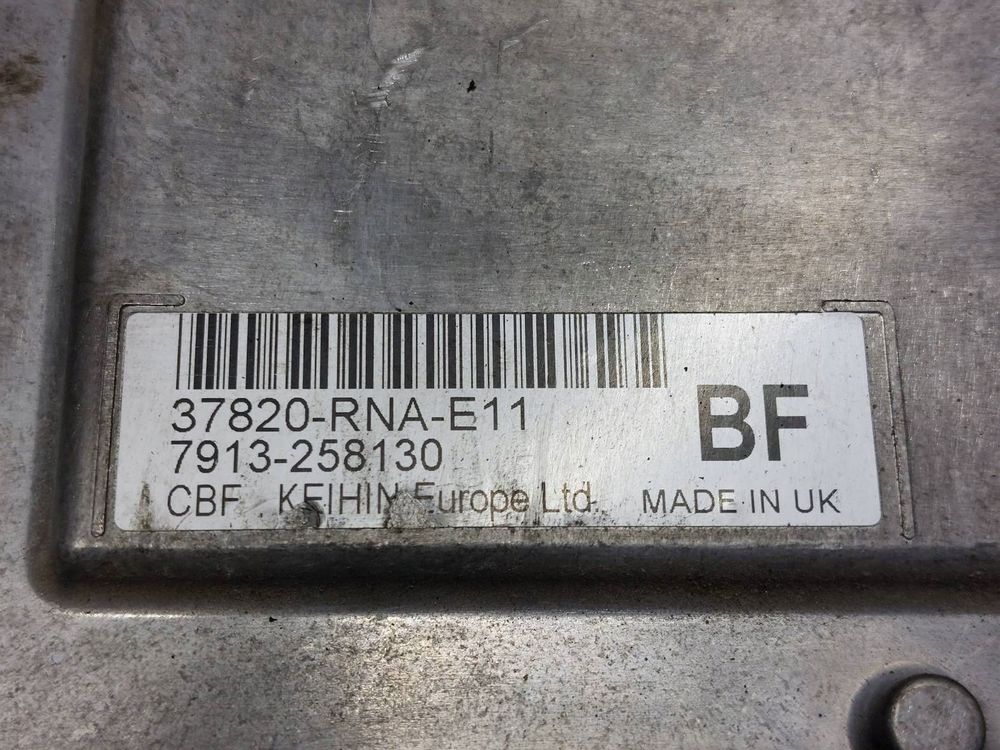 37820-RNA-E11
BF
7913-258130
CBF KEIHIN Europe Ltd. MADE IN UK